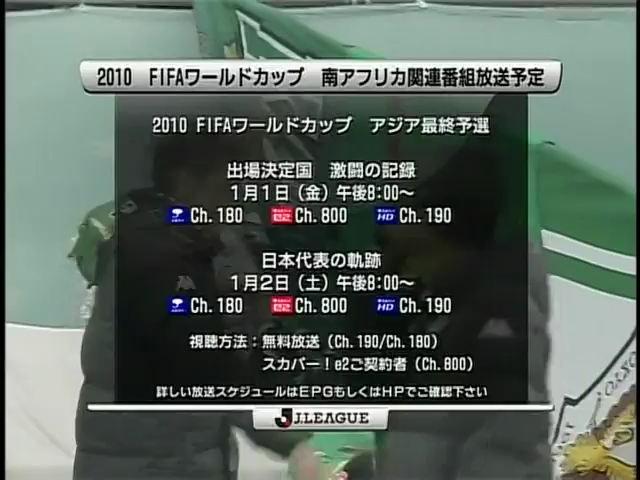 2010 FIFAワールドカップ 南アフリカ関連番組放送予定
2010 FIFAワールドカップ アジア最終予選
出場決定国 激闘の記録
1月1日（金）午後8:00～
Ch. 180 e2 Ch. 800 HD Ch. 190
日本代表の軌跡
1月2日（土）午後8:00～
Ch. 180 e2 Ch. 800 HD Ch. 190
視聴方法：無料放送（Ch.190/Ch.180）
スカパー！e2ご契約者（Ch.800）
詳しい放送スケジュールはEPGもしくはHPでご確認下さい
J.LEAGUE